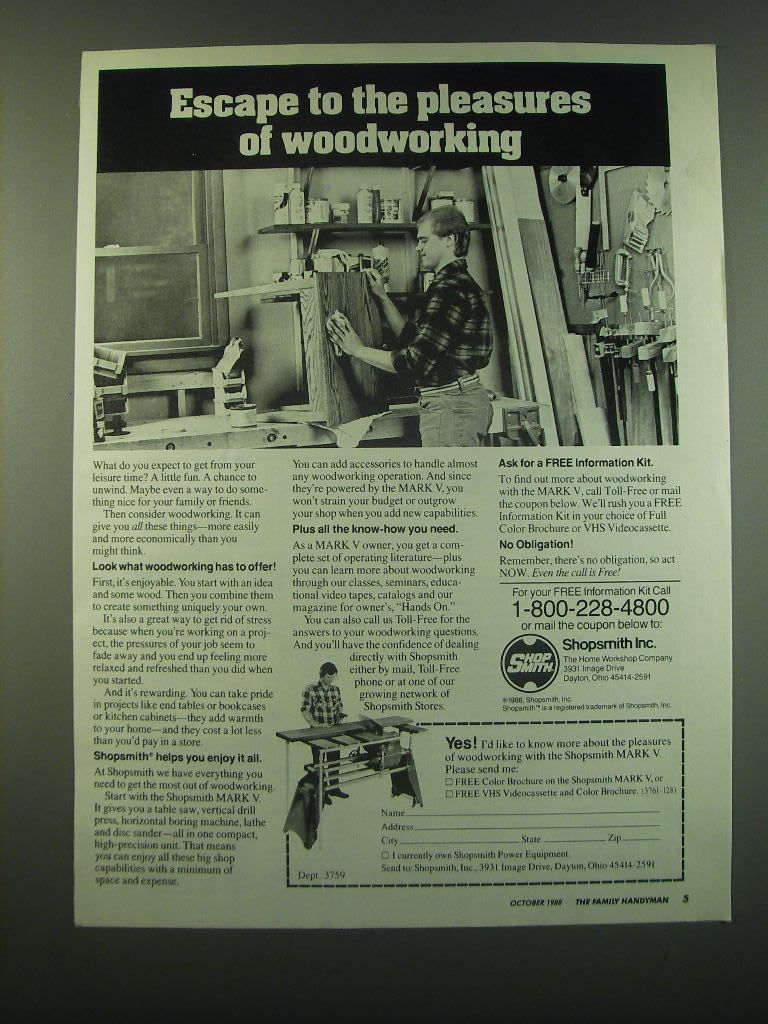 Escape to the pleasures
of woodworking
What do you expect to get from your
leisure time? A little fun. A chance to
unwind. Maybe even a way to do some-
thing nice for your family or friends.
Then consider woodworking. It can
give you all these things—more easily
and more economically than you
might think.
Look what woodworking has to offer!
First, it's enjoyable. You start with an idea
and some wood. Then you combine them
to create something uniquely your own.
It's also a great way to get rid of stress
because when you're working on a proj-
ect, the pressures of your job seem to
fade away and you end up feeling more
relaxed and refreshed than you did when
you started.
And it's rewarding. You can take pride
in projects like end tables or bookcases
or kitchen cabinets—they add warmth
to your home—and they cost a lot less
than you'd pay in a store.
Shopsmith® helps you enjoy it all.
At Shopsmith we have everything you
need to get the most out of woodworking.
Start with the Shopsmith MARK V.
It gives you a table saw, vertical drill
press, horizontal boring machine, lathe
and disc sander—all in one compact,
high-precision unit. That means
you can enjoy all these big shop
capabilities with a minimum of
space and expense.
You can add accessories to handle almost
any woodworking operation. And since
they're powered by the MARK V, you
won't strain your budget or outgrow
your shop when you add new capabilities.
Plus all the know-how you need.
As a MARK V owner, you get a com-
plete set of operating literature—plus
you can learn more about woodworking
through our classes, seminars, educa-
tional video tapes, catalogs and our
magazine for owner's, "Hands On."
You can also call us Toll-Free for the
answers to your woodworking questions.
And you'll have the confidence of dealing
directly with Shopsmith
either by mail, Toll-Free
phone or at one of our
growing network of
Shopsmith Stores.
Ask for a FREE Information Kit.
To find out more about woodworking
with the MARK V, call Toll-Free or mail
the coupon below. We'll rush you a FREE
Information Kit in your choice of Full
Color Brochure or VHS Videocassette.
No Obligation!
Remember, there's no obligation, so act
NOW. Even the call is Free!
For your FREE Information Kit Call
1-800-228-4800
or mail the coupon below to:
SHOP
SMITH
Shopsmith Inc.
The Home Workshop Company
3931 Image Drive
Dayton, Ohio 45414-2591
©1988, Shopsmith, Inc.
Shopsmith™ is a registered trademark of Shopsmith, Inc.
Yes! I'd like to know more about the pleasures
of woodworking with the Shopsmith MARK V.
Please send me:
☐ FREE Color Brochure on the Shopsmith MARK V, or
☐ FREE VHS Videocassette and Color Brochure. (3761-128)
Name
Address
City State Zip
☐ I currently own Shopsmith Power Equipment.
Send to: Shopsmith, Inc., 3931 Image Drive, Dayton, Ohio 45414-2591
Dept. 3759
OCTOBER 1988 THE FAMILY HANDYMAN 5